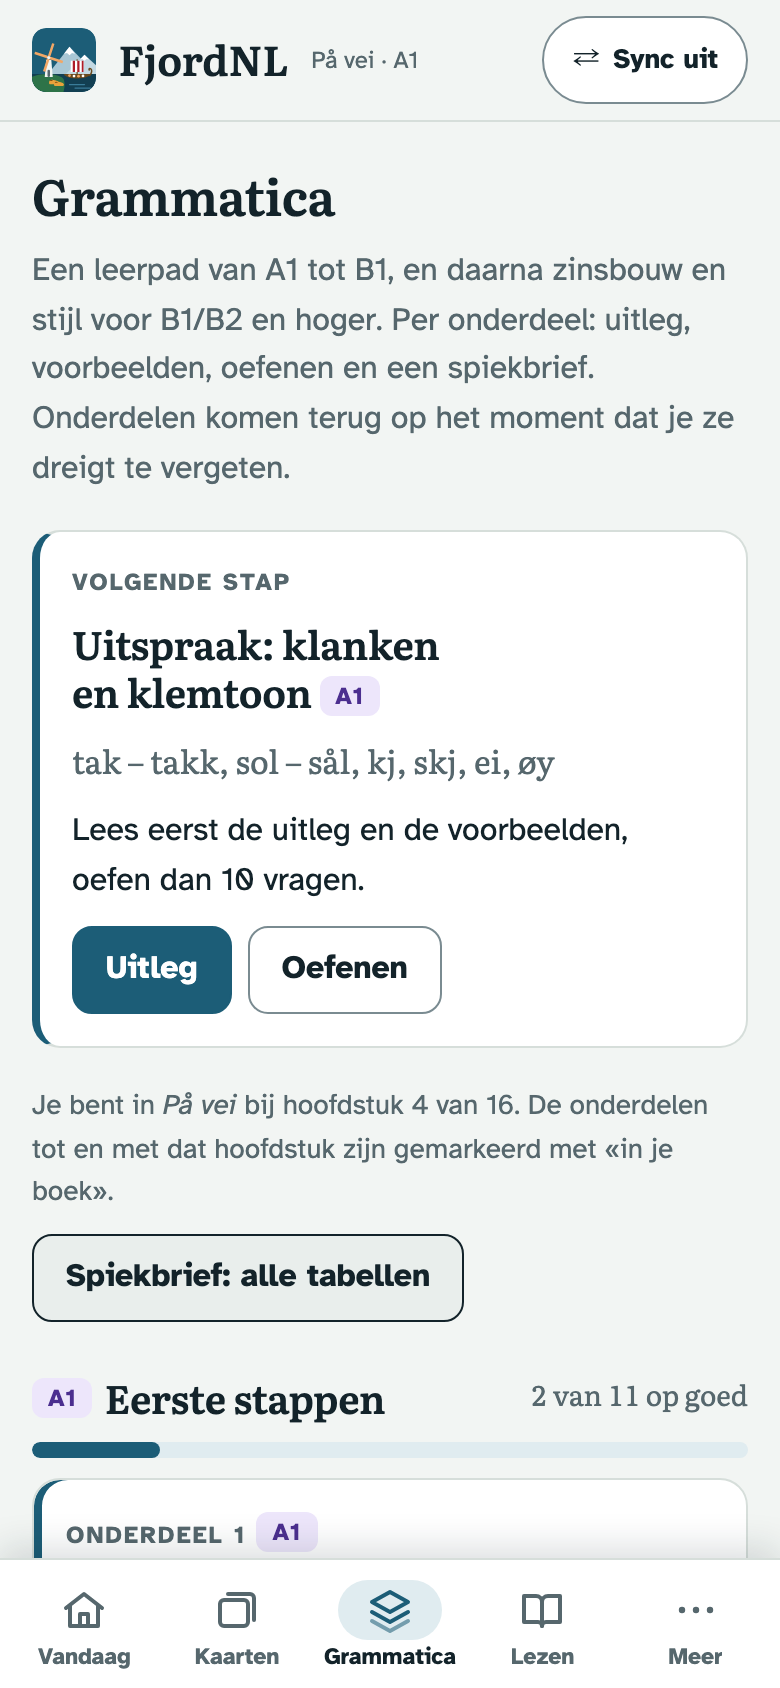 FjordNL På vei · A1 ⇄ Sync uit
Grammatica
Een leerpad van A1 tot B1, en daarna zinsbouw en
stijl voor B1/B2 en hoger. Per onderdeel: uitleg,
voorbeelden, oefenen en een spiekbrief.
Onderdelen komen terug op het moment dat je ze
dreigt te vergeten.
VOLGENDE STAP
Uitspraak: klanken
en klemtoon A1
tak – takk, sol – sål, kj, skj, ei, øy
Lees eerst de uitleg en de voorbeelden,
oefen dan 10 vragen.
Uitleg Oefenen
Je bent in På vei bij hoofdstuk 4 van 16. De onderdelen
tot en met dat hoofdstuk zijn gemarkeerd met «in je
boek».
Spiekbrief: alle tabellen
A1 Eerste stappen 2 van 11 op goed
ONDERDEEL 1 A1
Vandaag Kaarten Grammatica Lezen Meer